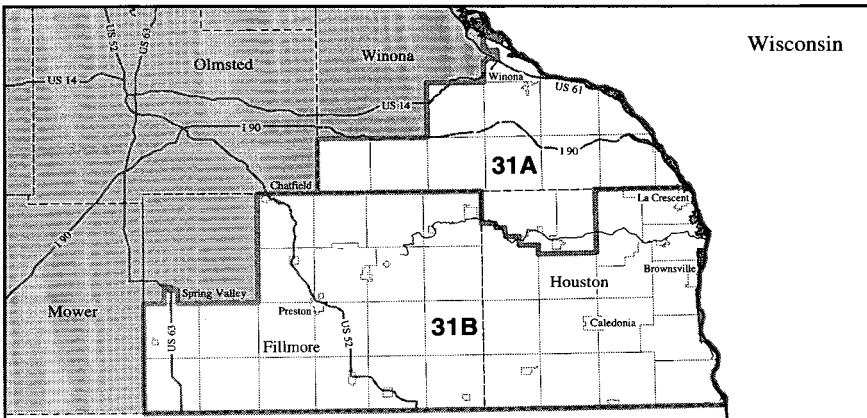 Wisconsin
US 52
US 63
Olmsted
Winona
US 14
Winona
US 61
US 14
I 90
I 90
31A
Chatfield
La Crescent
I 90
Brownsville
Houston
Spring Valley
Mower
Preston
31B
Caledonia
US 63
US 52
Fillmore